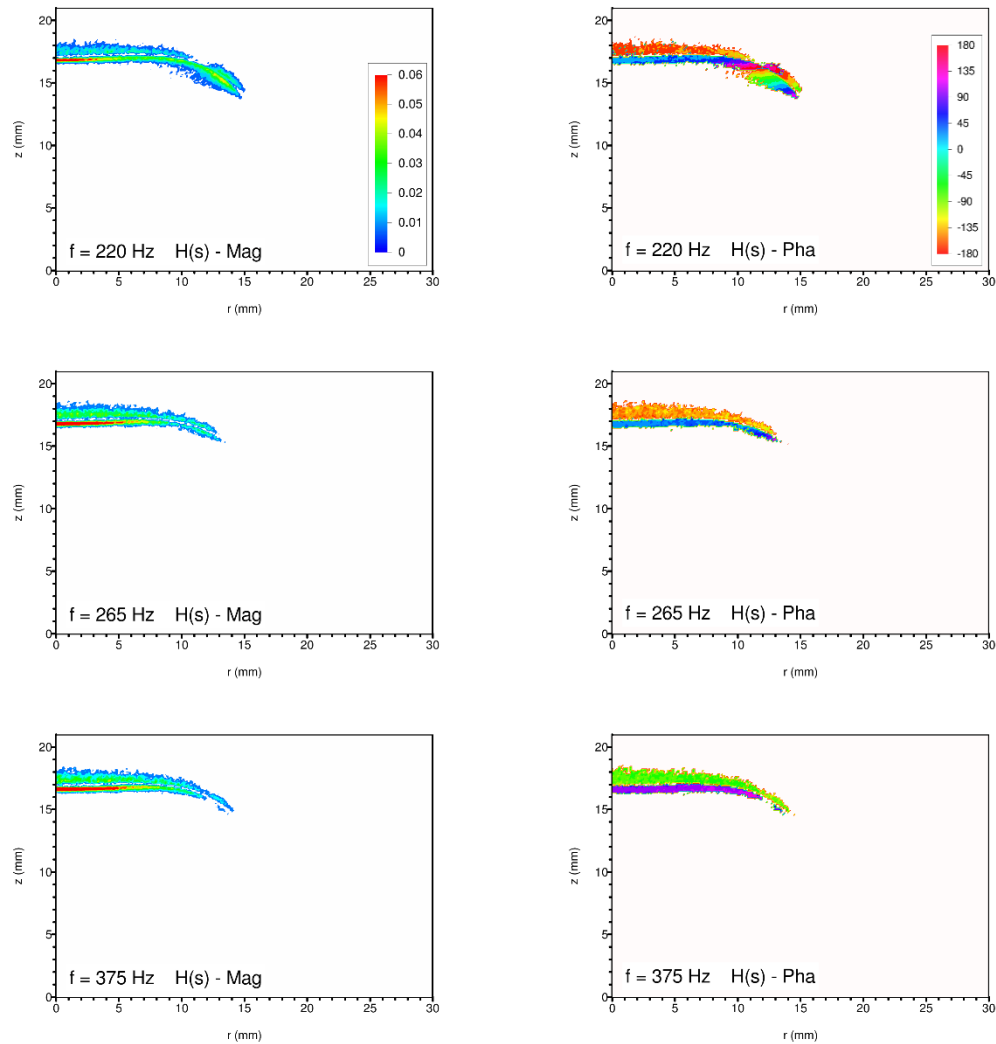 20
15
10
5
0
z (mm)
0 5 10 15 20 25 30
r (mm)
f = 220 Hz H(s) - Mag
0.06
0.05
0.04
0.03
0.02
0.01
0
20
15
10
5
0
z (mm)
0 5 10 15 20 25 30
r (mm)
f = 220 Hz H(s) - Pha
180
135
90
45
0
-45
-90
-135
-180
20
15
10
5
0
z (mm)
0 5 10 15 20 25 30
r (mm)
f = 265 Hz H(s) - Mag
20
15
10
5
0
z (mm)
0 5 10 15 20 25 30
r (mm)
f = 265 Hz H(s) - Pha
20
15
10
5
0
z (mm)
0 5 10 15 20 25 30
r (mm)
f = 375 Hz H(s) - Mag
20
15
10
5
0
z (mm)
0 5 10 15 20 25 30
r (mm)
f = 375 Hz H(s) - Pha